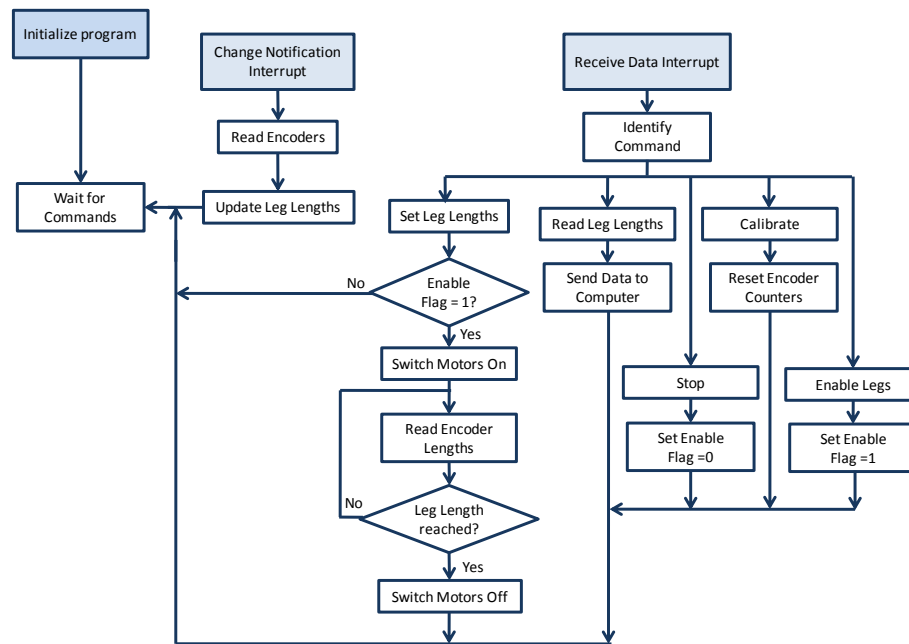 Initialize program
Change Notification
Interrupt
Receive Data Interrupt
Read Encoders
Identify
Command
Wait for
Commands
Update Leg Lengths
Set Leg Lengths
Read Leg Lengths
Calibrate
No
Enable
Flag = 1?
Send Data to
Computer
Reset Encoder
Counters
Yes
Switch Motors On
Stop
Enable Legs
Read Encoder
Lengths
Set Enable
Flag =0
Set Enable
Flag =1
No
Leg Length
reached?
Yes
Switch Motors Off